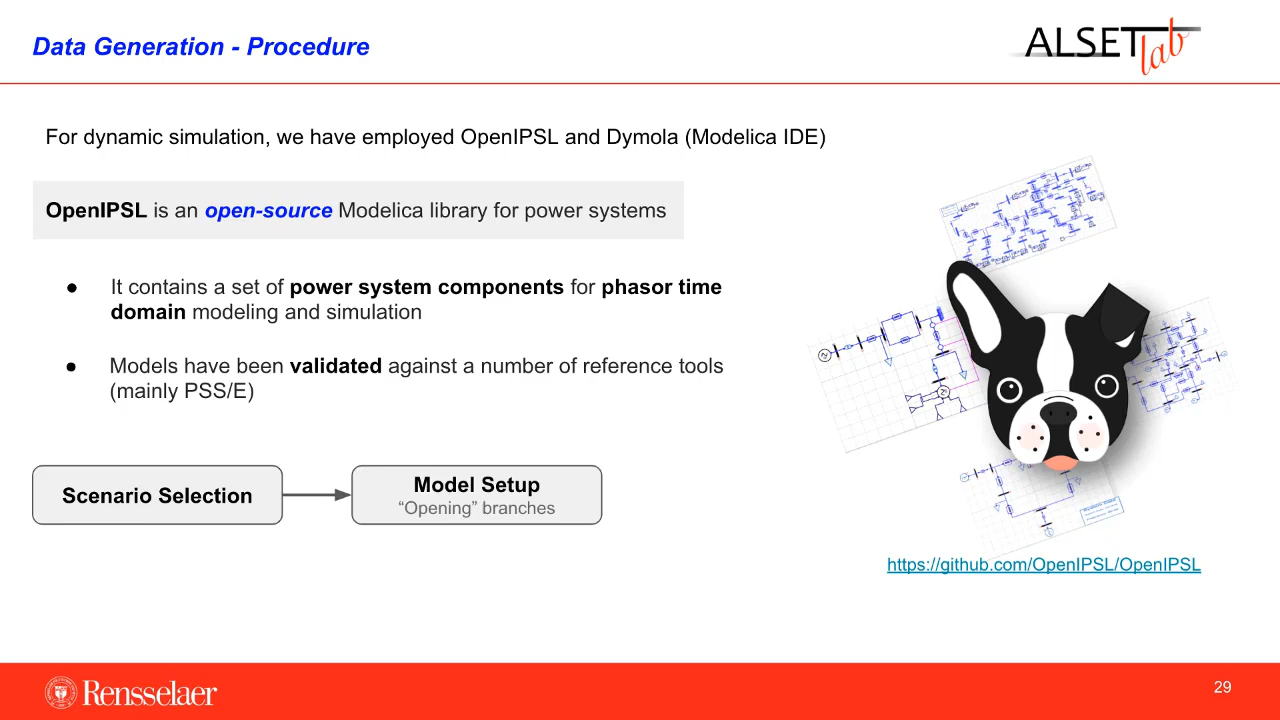 Data Generation - Procedure
ALSET lab
For dynamic simulation, we have employed OpenIPSL and Dymola (Modelica IDE)
OpenIPSL is an open-source Modelica library for power systems
● It contains a set of power system components for phasor time
domain modeling and simulation
● Models have been validated against a number of reference tools
(mainly PSS/E)
Scenario Selection
Model Setup
“Opening” branches
https://github.com/OpenIPSL/OpenIPSL
Rensselaer
29